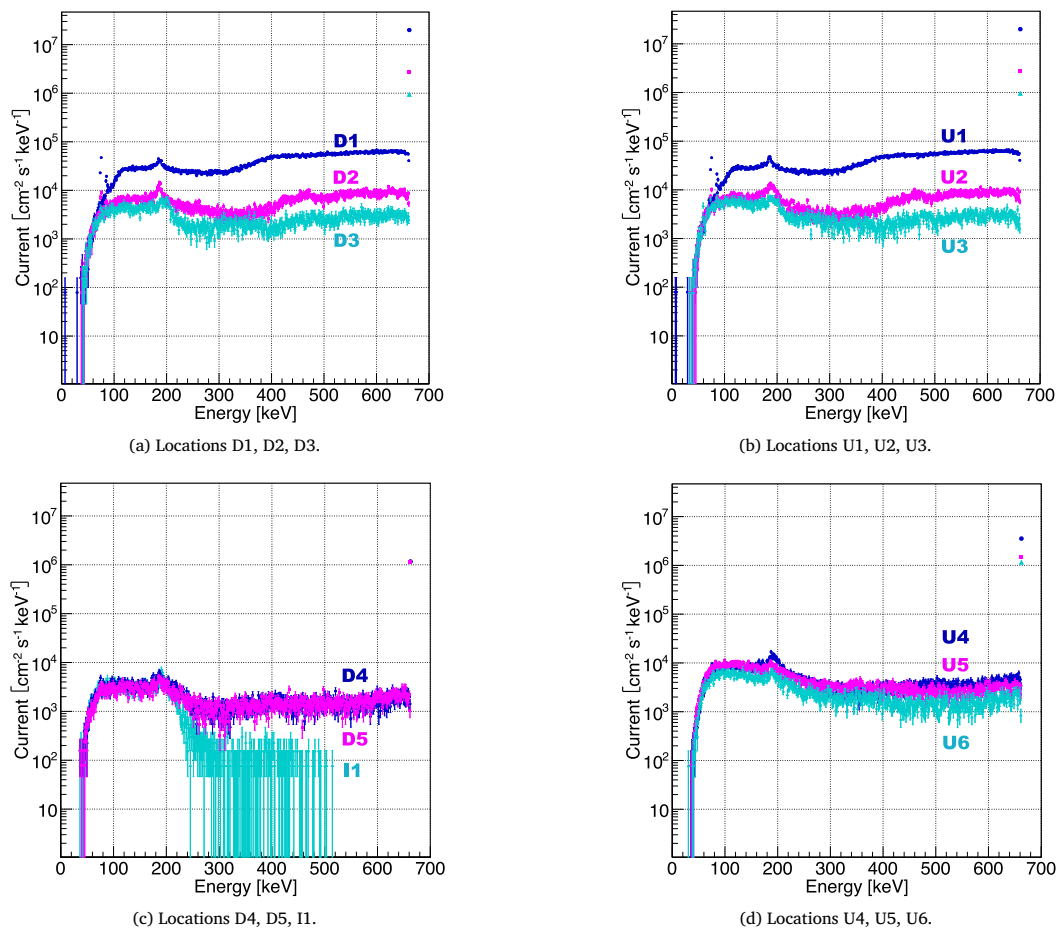 Current [cm⁻² s⁻¹ keV⁻¹]
10⁷
10⁶
10⁵
10⁴
10³
10²
10
D1
D2
D3
0 100 200 300 400 500 600 700
Energy [keV]
(a) Locations D1, D2, D3.
Current [cm⁻² s⁻¹ keV⁻¹]
10⁷
10⁶
10⁵
10⁴
10³
10²
10
U1
U2
U3
0 100 200 300 400 500 600 700
Energy [keV]
(b) Locations U1, U2, U3.
Current [cm⁻² s⁻¹ keV⁻¹]
10⁷
10⁶
10⁵
10⁴
10³
10²
10
D4
D5
I1
0 100 200 300 400 500 600 700
Energy [keV]
(c) Locations D4, D5, I1.
Current [cm⁻² s⁻¹ keV⁻¹]
10⁷
10⁶
10⁵
10⁴
10³
10²
10
U4
U5
U6
0 100 200 300 400 500 600 700
Energy [keV]
(d) Locations U4, U5, U6.